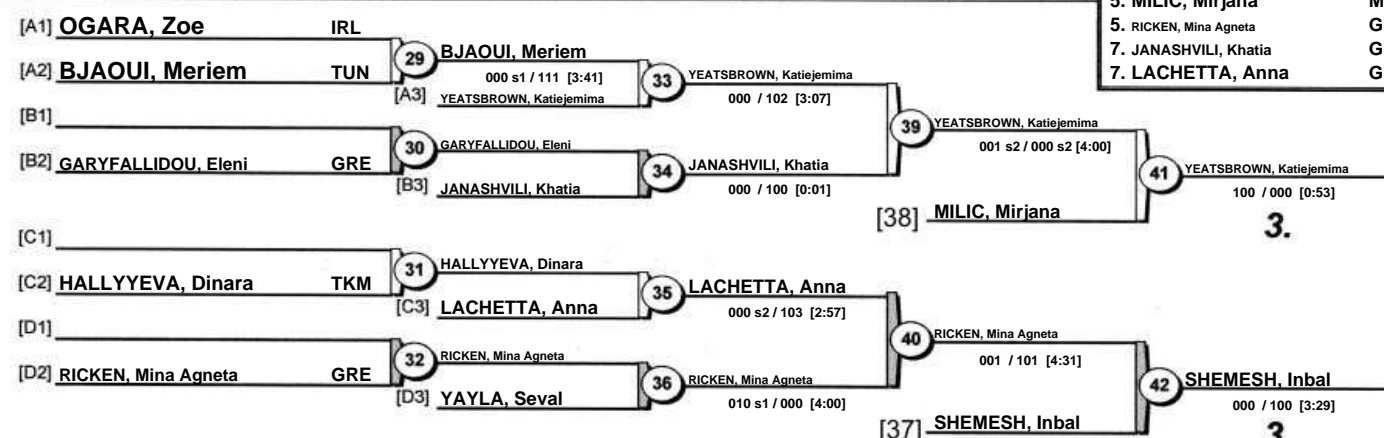 5. MILIC, Mirjana M
5. RICKEN, Mina Agneta G
7. JANASHVILI, Khatia G
7. LACHETTA, Anna G
[A1] OGARA, Zoe IRL
29 BJAOUI, Meriem
[A2] BJAOUI, Meriem TUN
000 s1 / 111 [3:41]
33 YEATSBROWN, Katiejemima
000 / 102 [3:07]
[A3] YEATSBROWN, Katiejemima
[B1]
39 YEATSBROWN, Katiejemima
001 s2 / 000 s2 [4:00]
30 GARYFALLIDOU, Eleni
[B2] GARYFALLIDOU, Eleni GRE
34 JANASHVILI, Khatia
000 / 100 [0:01]
[B3] JANASHVILI, Khatia
41 YEATSBROWN, Katiejemima
100 / 000 [0:53]
[38] MILIC, Mirjana
3.
[C1]
31 HALLYYEVA, Dinara
[C2] HALLYYEVA, Dinara TKM
35 LACHETTA, Anna
000 s2 / 103 [2:57]
[C3] LACHETTA, Anna
[D1]
40 RICKEN, Mina Agneta
001 / 101 [4:31]
32 RICKEN, Mina Agneta
[D2] RICKEN, Mina Agneta GRE
36 RICKEN, Mina Agneta
010 s1 / 000 [4:00]
[D3] YAYLA, Seval
42 SHEMESH, Inbal
000 / 100 [3:29]
[37] SHEMESH, Inbal
3